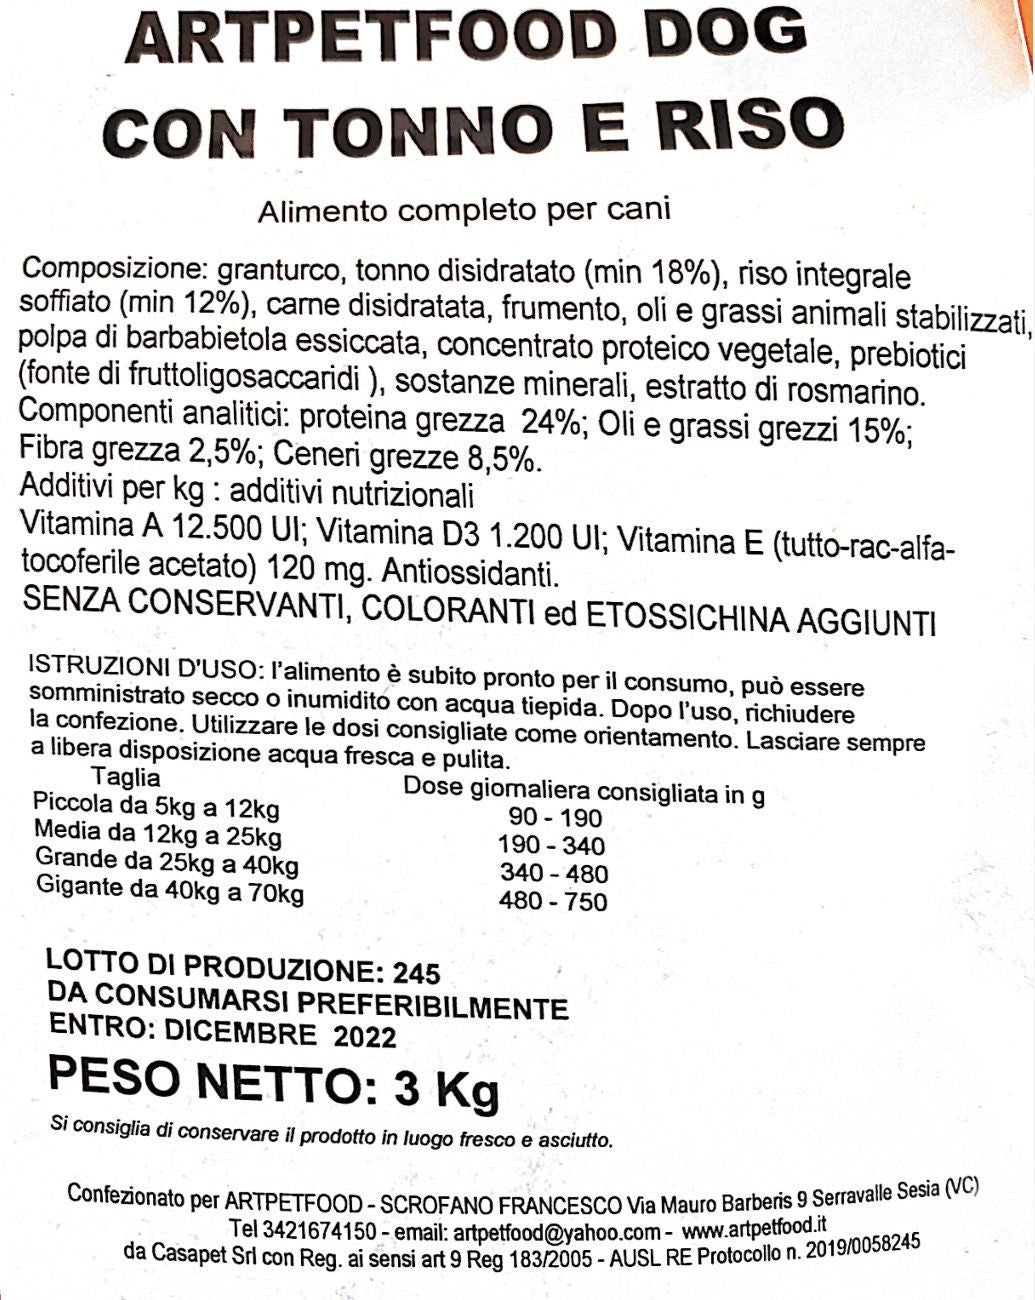 ARTPETFOOD DOG
CON TONNO E RISO
Alimento completo per cani
Composizione: granturco, tonno disidratato (min 18%), riso integrale
soffiato (min 12%), carne disidratata, frumento, oli e grassi animali stabilizzati,
polpa di barbabietola essiccata, concentrato proteico vegetale, prebiotici
(fonte di fruttoligosaccaridi ), sostanze minerali, estratto di rosmarino.
Componenti analitici: proteina grezza 24%; Oli e grassi grezzi 15%;
Fibra grezza 2,5%; Ceneri grezze 8,5%.
Additivi per kg : additivi nutrizionali
Vitamina A 12.500 UI; Vitamina D3 1.200 UI; Vitamina E (tutto-rac-alfa-
tocoferile acetato) 120 mg. Antiossidanti.
SENZA CONSERVANTI, COLORANTI ed ETOSSICHINA AGGIUNTI
ISTRUZIONI D'USO: l'alimento è subito pronto per il consumo, può essere
somministrato secco o inumidito con acqua tiepida. Dopo l'uso, richiudere
la confezione. Utilizzare le dosi consigliate come orientamento. Lasciare sempre
a libera disposizione acqua fresca e pulita.
Taglia Dose giornaliera consigliata in g
Piccola da 5kg a 12kg 90 - 190
Media da 12kg a 25kg 190 - 340
Grande da 25kg a 40kg 340 - 480
Gigante da 40kg a 70kg 480 - 750
LOTTO DI PRODUZIONE: 245
DA CONSUMARSI PREFERIBILMENTE
ENTRO: DICEMBRE 2022
PESO NETTO: 3 Kg
Si consiglia di conservare il prodotto in luogo fresco e asciutto.
Confezionato per ARTPETFOOD - SCROFANO FRANCESCO Via Mauro Barberis 9 Serravalle Sesia (VC)
Tel 3421674150 - email: artpetfood@yahoo.com - www.artpetfood.it
da Casapet Srl con Reg. ai sensi art 9 Reg 183/2005 - AUSL RE Protocollo n. 2019/0058245